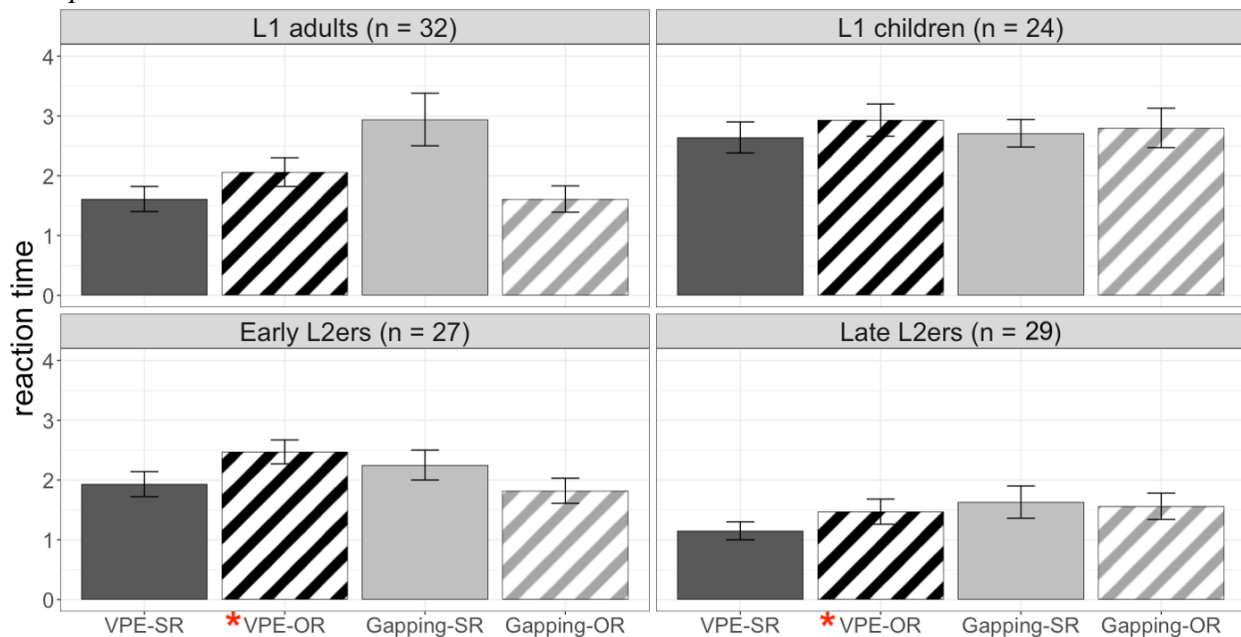 L1 adults (n = 32)
L1 children (n = 24)
4
3
2
1
0
Early L2ers (n = 27)
Late L2ers (n = 29)
4
3
2
1
0
reaction time
VPE-SR *VPE-OR Gapping-SR Gapping-OR
VPE-SR *VPE-OR Gapping-SR Gapping-OR